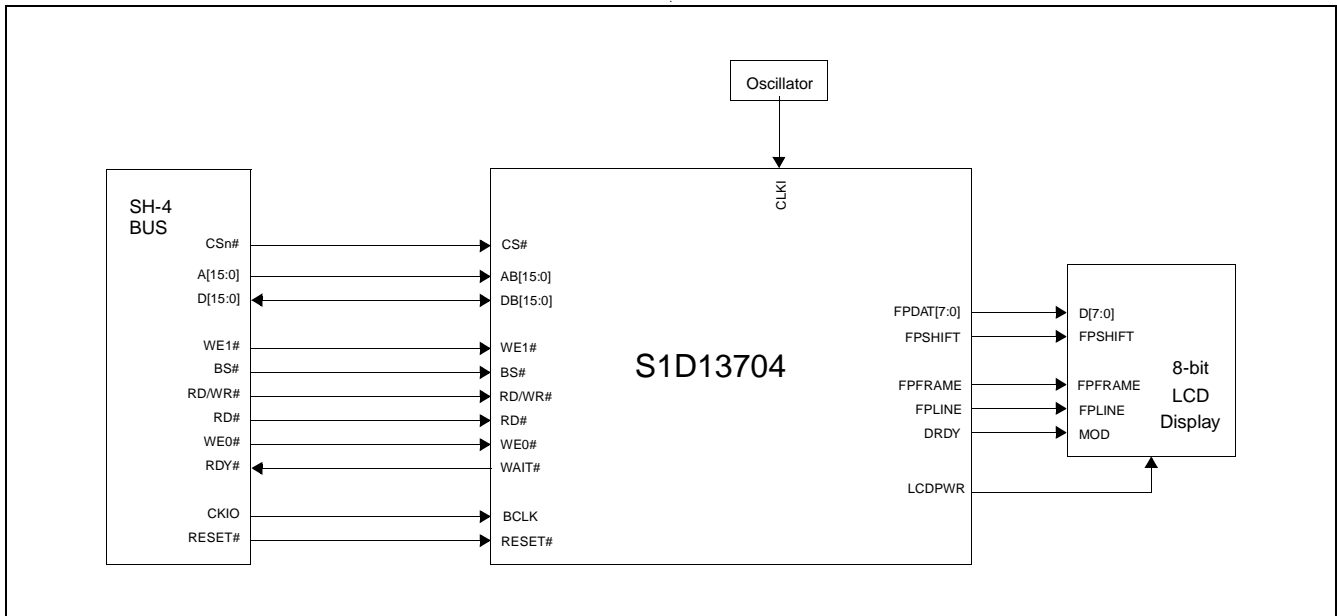 Oscillator
CLKI
SH-4
BUS
CSn#
A[15:0]
D[15:0]
WE1#
BS#
RD/WR#
RD#
WE0#
RDY#
CKIO
RESET#
CS#
AB[15:0]
DB[15:0]
WE1#
BS#
RD/WR#
RD#
WE0#
WAIT#
BCLK
RESET#
S1D13704
FPDAT[7:0]
FPSHIFT
FPFRAME
FPLINE
DRDY
LCDPWR
D[7:0]
FPSHIFT
FPFRAME
FPLINE
MOD
8-bit
LCD
Display